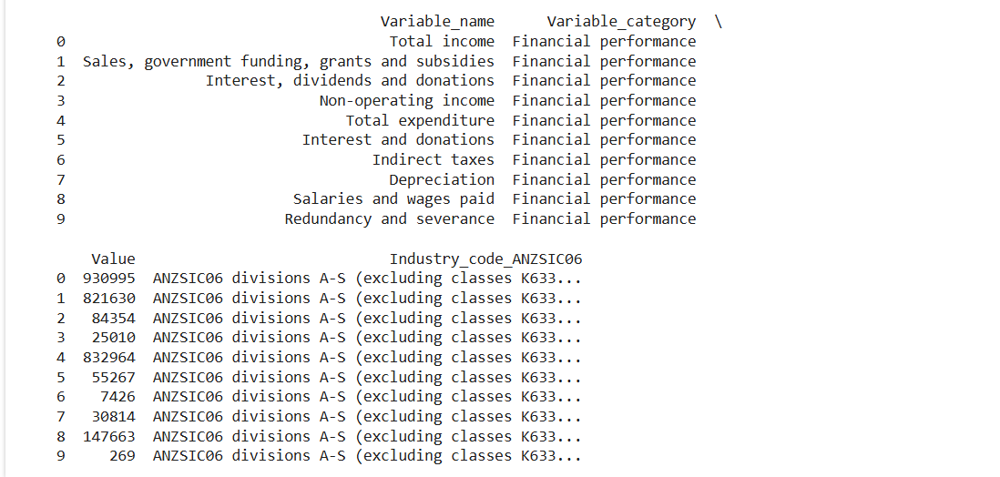 Variable_name Variable_category \
0 Total income Financial performance
1 Sales, government funding, grants and subsidies Financial performance
2 Interest, dividends and donations Financial performance
3 Non-operating income Financial performance
4 Total expenditure Financial performance
5 Interest and donations Financial performance
6 Indirect taxes Financial performance
7 Depreciation Financial performance
8 Salaries and wages paid Financial performance
9 Redundancy and severance Financial performance
Value Industry_code_ANZSIC06
0 930995 ANZSIC06 divisions A-S (excluding classes K633...
1 821630 ANZSIC06 divisions A-S (excluding classes K633...
2 84354 ANZSIC06 divisions A-S (excluding classes K633...
3 25010 ANZSIC06 divisions A-S (excluding classes K633...
4 832964 ANZSIC06 divisions A-S (excluding classes K633...
5 55267 ANZSIC06 divisions A-S (excluding classes K633...
6 7426 ANZSIC06 divisions A-S (excluding classes K633...
7 30814 ANZSIC06 divisions A-S (excluding classes K633...
8 147663 ANZSIC06 divisions A-S (excluding classes K633...
9 269 ANZSIC06 divisions A-S (excluding classes K633...